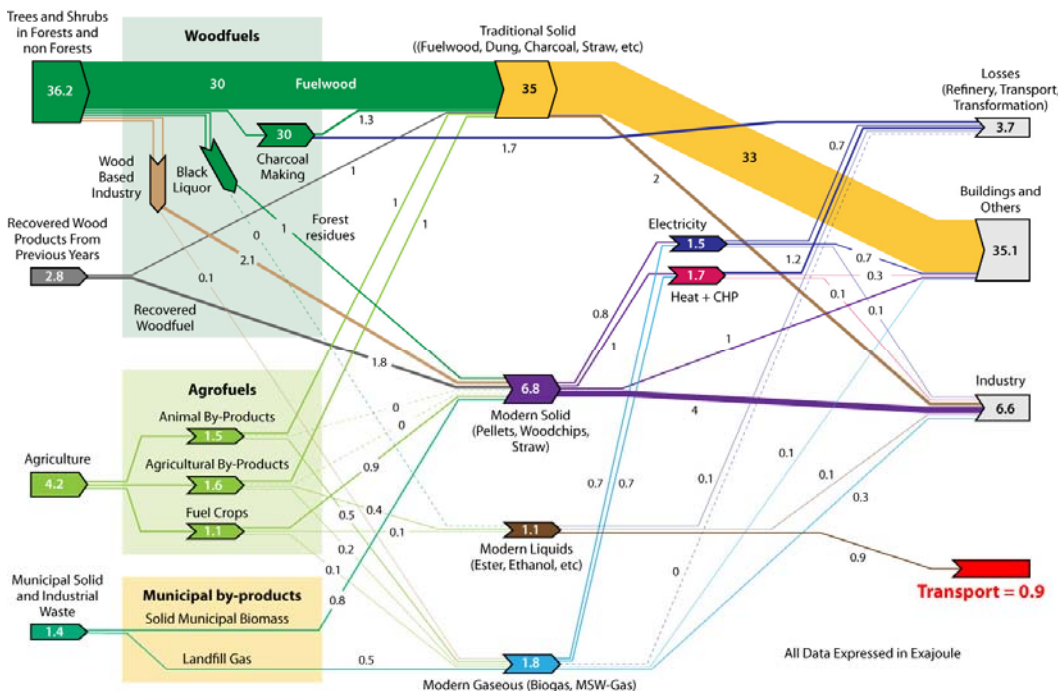 Trees and Shrubs
in Forests and
non Forests
36.2
Woodfuels
30
Fuelwood
Traditional Solid
((Fuelwood, Dung, Charcoal, Straw, etc)
35
Losses
(Refinery, Transport,
Transformation)
3.7
30
Charcoal
Making
1.3
1.7
0.7
33
2
1
Wood
Based
Industry
Black
Liquor
Buildings and
Others
35.1
Recovered Wood
Products From
Previous Years
2.8
0
1
Forest
residues
1
1
Electricity
1.5
0.7
1.2
0.3
0.1
2.1
1.7
Heat + CHP
0.1
0.1
Recovered
Woodfuel
0.8
1
1
1.8
Agrofuels
6.8
Modern Solid
(Pellets, Woodchips,
Straw)
4
Industry
6.6
Animal By-Products
1.5
0
0
Agriculture
4.2
Agricultural By-Products
1.6
0.9
0.1
0.1
0.1
0.7
0.7
0.3
Fuel Crops
1.1
0.5
0.4
0.1
1.1
Modern Liquids
(Ester, Ethanol, etc)
0.2
0.1
0.9
0
Transport = 0.9
Municipal Solid
and Industrial
Waste
1.4
Municipal by-products
Solid Municipal Biomass
0.8
Landfill Gas
0.5
1.8
Modern Gaseous (Biogas, MSW-Gas)
All Data Expressed in Exajoule